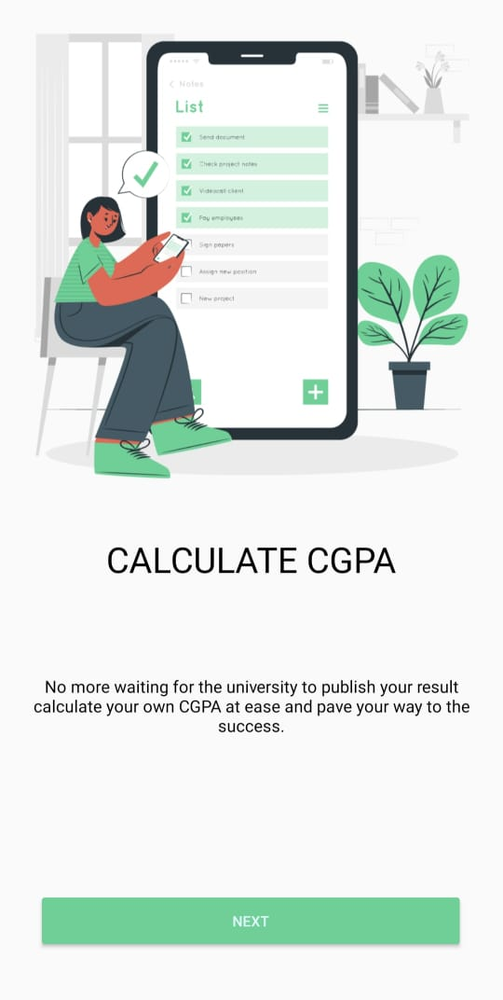 Notes
List
Send document
Check project notes
Videocall client
Pay employees
Sign papers
Assign new position
New project
CALCULATE CGPA
No more waiting for the university to publish your result
calculate your own CGPA at ease and pave your way to the
success.
NEXT